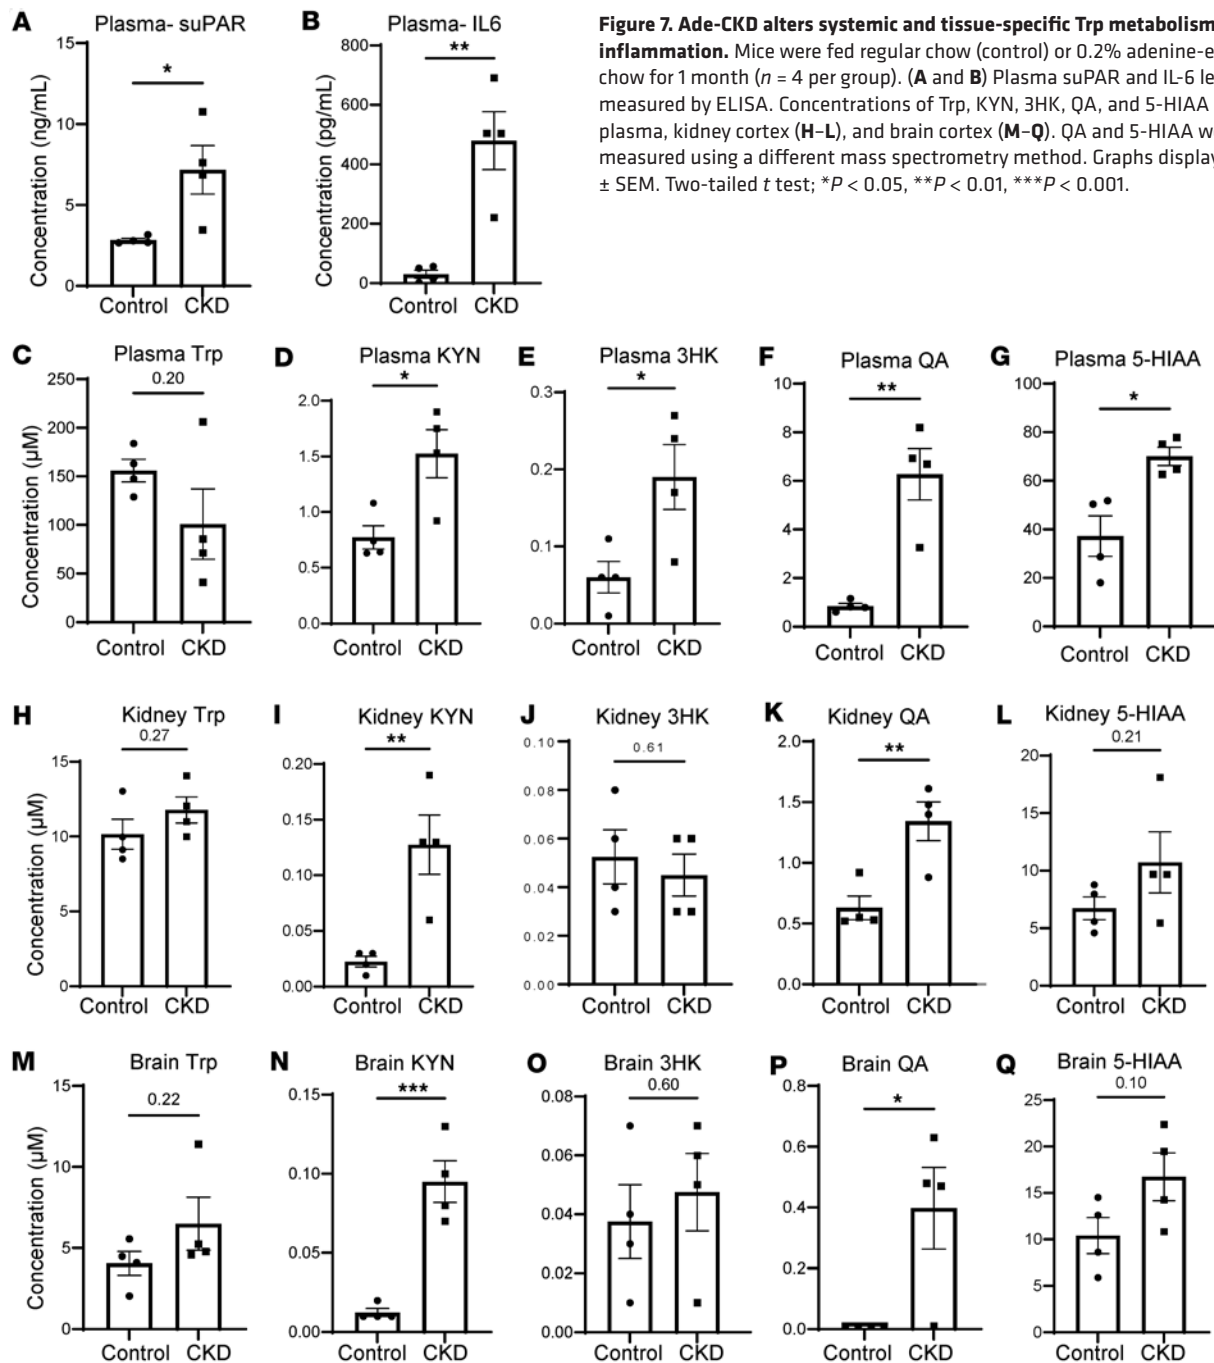 A
Plasma- suPAR
B
Plasma- IL6
Figure 7. Ade-CKD alters systemic and tissue-specific Trp metabolism
inflammation. Mice were fed regular chow (control) or 0.2% adenine-e
chow for 1 month (n = 4 per group). (A and B) Plasma suPAR and IL-6 le
measured by ELISA. Concentrations of Trp, KYN, 3HK, QA, and 5-HIAA
plasma, kidney cortex (H–L), and brain cortex (M–Q). QA and 5-HIAA w
measured using a different mass spectrometry method. Graphs display
± SEM. Two-tailed t test; *P < 0.05, **P < 0.01, ***P < 0.001.
Concentration (ng/mL)
15
10
5
0
*
Control CKD
Concentration (pg/mL)
800
600
400
200
0
**
Control CKD
C
Plasma Trp
0.20
Concentration (µM)
250
200
150
100
50
0
Control CKD
D
Plasma KYN
*
2.0
1.5
1.0
0.5
0.0
Control CKD
E
Plasma 3HK
*
0.3
0.2
0.1
0.0
Control CKD
F
Plasma QA
**
10
8
6
4
2
0
Control CKD
G
Plasma 5-HIAA
*
100
80
60
40
20
0
Control CKD
H
Kidney Trp
0.27
Concentration (µM)
15
10
5
0
Control CKD
I
Kidney KYN
**
0.20
0.15
0.10
0.05
0.00
Control CKD
J
Kidney 3HK
0.61
0.10
0.08
0.06
0.04
0.02
0.00
Control CKD
K
Kidney QA
**
2.0
1.5
1.0
0.5
0.0
Control CKD
L
Kidney 5-HIAA
0.21
20
15
10
5
0
Control CKD
M
Brain Trp
0.22
Concentration (µM)
15
10
5
0
Control CKD
N
Brain KYN
***
0.15
0.10
0.05
0.00
Control CKD
O
Brain 3HK
0.60
0.08
0.06
0.04
0.02
0.00
Control CKD
P
Brain QA
*
0.8
0.6
0.4
0.2
0.0
Control CKD
Q
Brain 5-HIAA
0.10
25
20
15
10
5
0
Control CKD